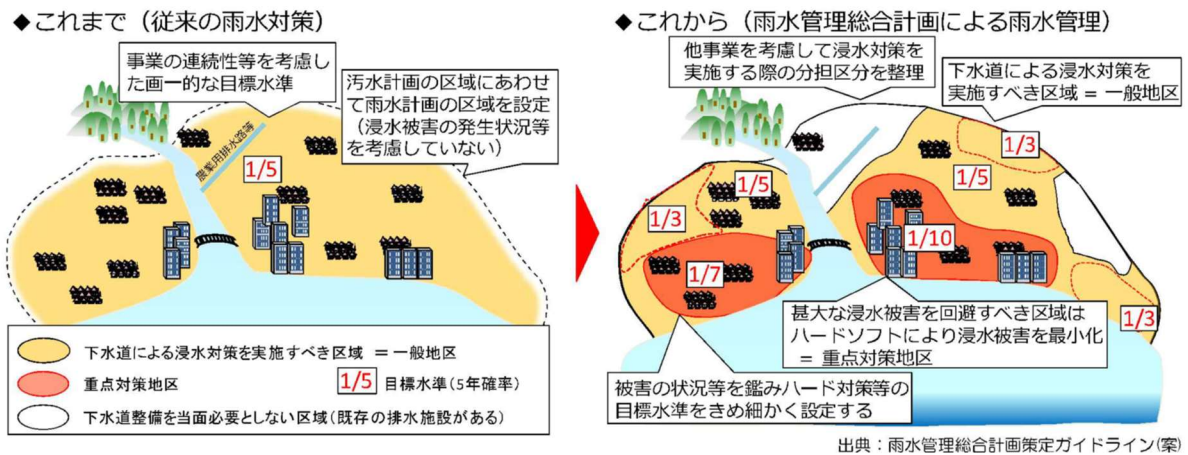 ◆これまで（従来の雨水対策）
事業の連続性等を考慮し
た画一的な目標水準
汚水計画の区域にあわせ
て雨水計画の区域を設定
（浸水被害の発生状況等
を考慮していない）
農業用排水路等
1/5
下水道による浸水対策を実施すべき区域 ＝一般地区
重点対策地区
1/5 目標水準（5年確率）
下水道整備を当面必要としない区域（既存の排水施設がある）
◆これから（雨水管理総合計画による雨水管理）
他事業を考慮して浸水対策を
実施する際の分担区分を整理
下水道による浸水対策を
実施すべき区域 = 一般地区
1/3
1/5
1/5
1/3
1/10
1/7
1/3
甚大な浸水被害を回避すべき区域は
ハードソフトにより浸水被害を最小化
= 重点対策地区
被害の状況等を鑑みハード対策等の
目標水準をきめ細かく設定する
出典：雨水管理総合計画策定ガイドライン(案)